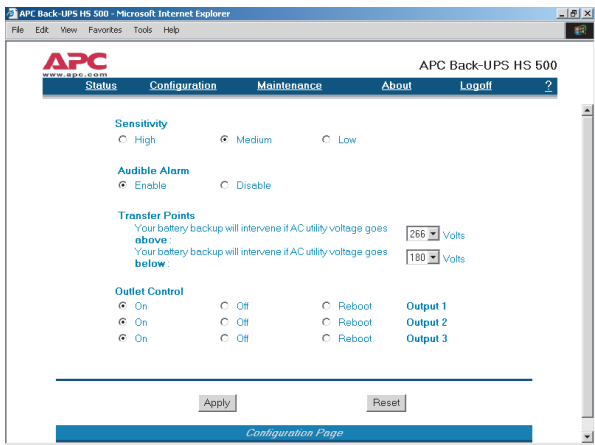 APC Back-UPS HS 500 - Microsoft Internet Explorer
File Edit View Favorites Tools Help
APC
www.apc.com
APC Back-UPS HS 500
Status Configuration Maintenance About Logoff ?
Sensitivity
High Medium Low
Audible Alarm
Enable Disable
Transfer Points
Your battery backup will intervene if AC utility voltage goes
above :
266 Volts
Your battery backup will intervene if AC utility voltage goes
below :
180 Volts
Outlet Control
On Off Reboot Output 1
On Off Reboot Output 2
On Off Reboot Output 3
Apply Reset
Configuration Page